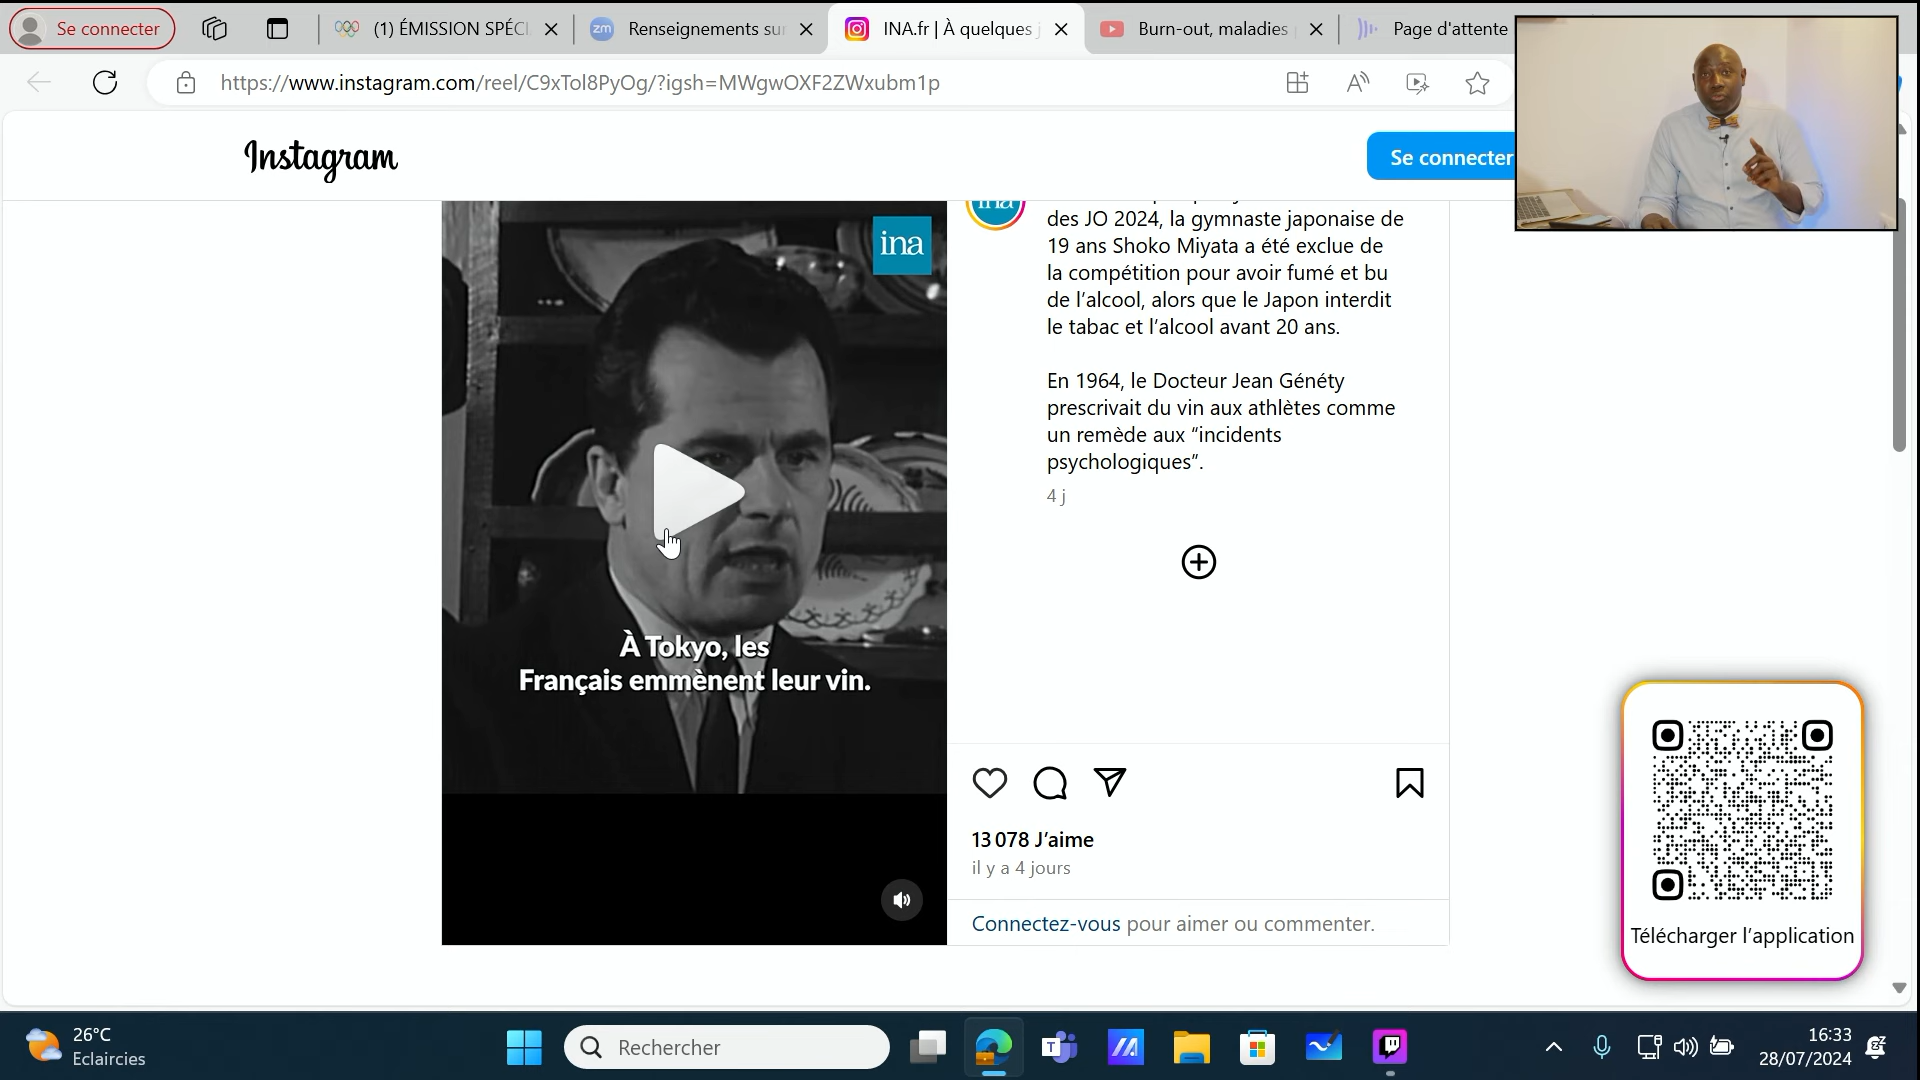 Se connecter
(1) ÉMISSION SPÉCI
zm
Renseignements su
INA.fr | À quelques j
Burn-out, maladies
Page d'attente
https://www.instagram.com/reel/C9xTol8PyOg/?igsh=MWgwOXF2ZWxubm1p
Instagram
Se connecter
ina
ina
des JO 2024, la gymnaste japonaise de
19 ans Shoko Miyata a été exclue de
la compétition pour avoir fumé et bu
de l’alcool, alors que le Japon interdit
le tabac et l’alcool avant 20 ans.
En 1964, le Docteur Jean Généty
prescrivait du vin aux athlètes comme
un remède aux “incidents
psychologiques”.
4 j
À Tokyo, les
Français emmènent leur vin.
13 078 J’aime
il y a 4 jours
Connectez-vous pour aimer ou commenter.
Télécharger l’application
26°C
Eclaircies
Rechercher
16:33
28/07/2024